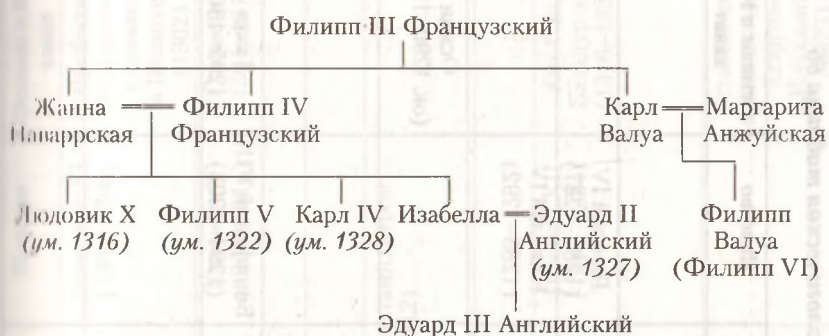 Филипп III Французский
Жанна Филипп IV Карл Маргарита
Наваррская Французский Валуа Анжуйская
Людовик X Филипп V Карл IV Изабелла Эдуард II Филипп
(ум. 1316) (ум. 1322) (ум. 1328) Английский Валуа
(ум. 1327) (Филипп VI)
Эдуард III Английский